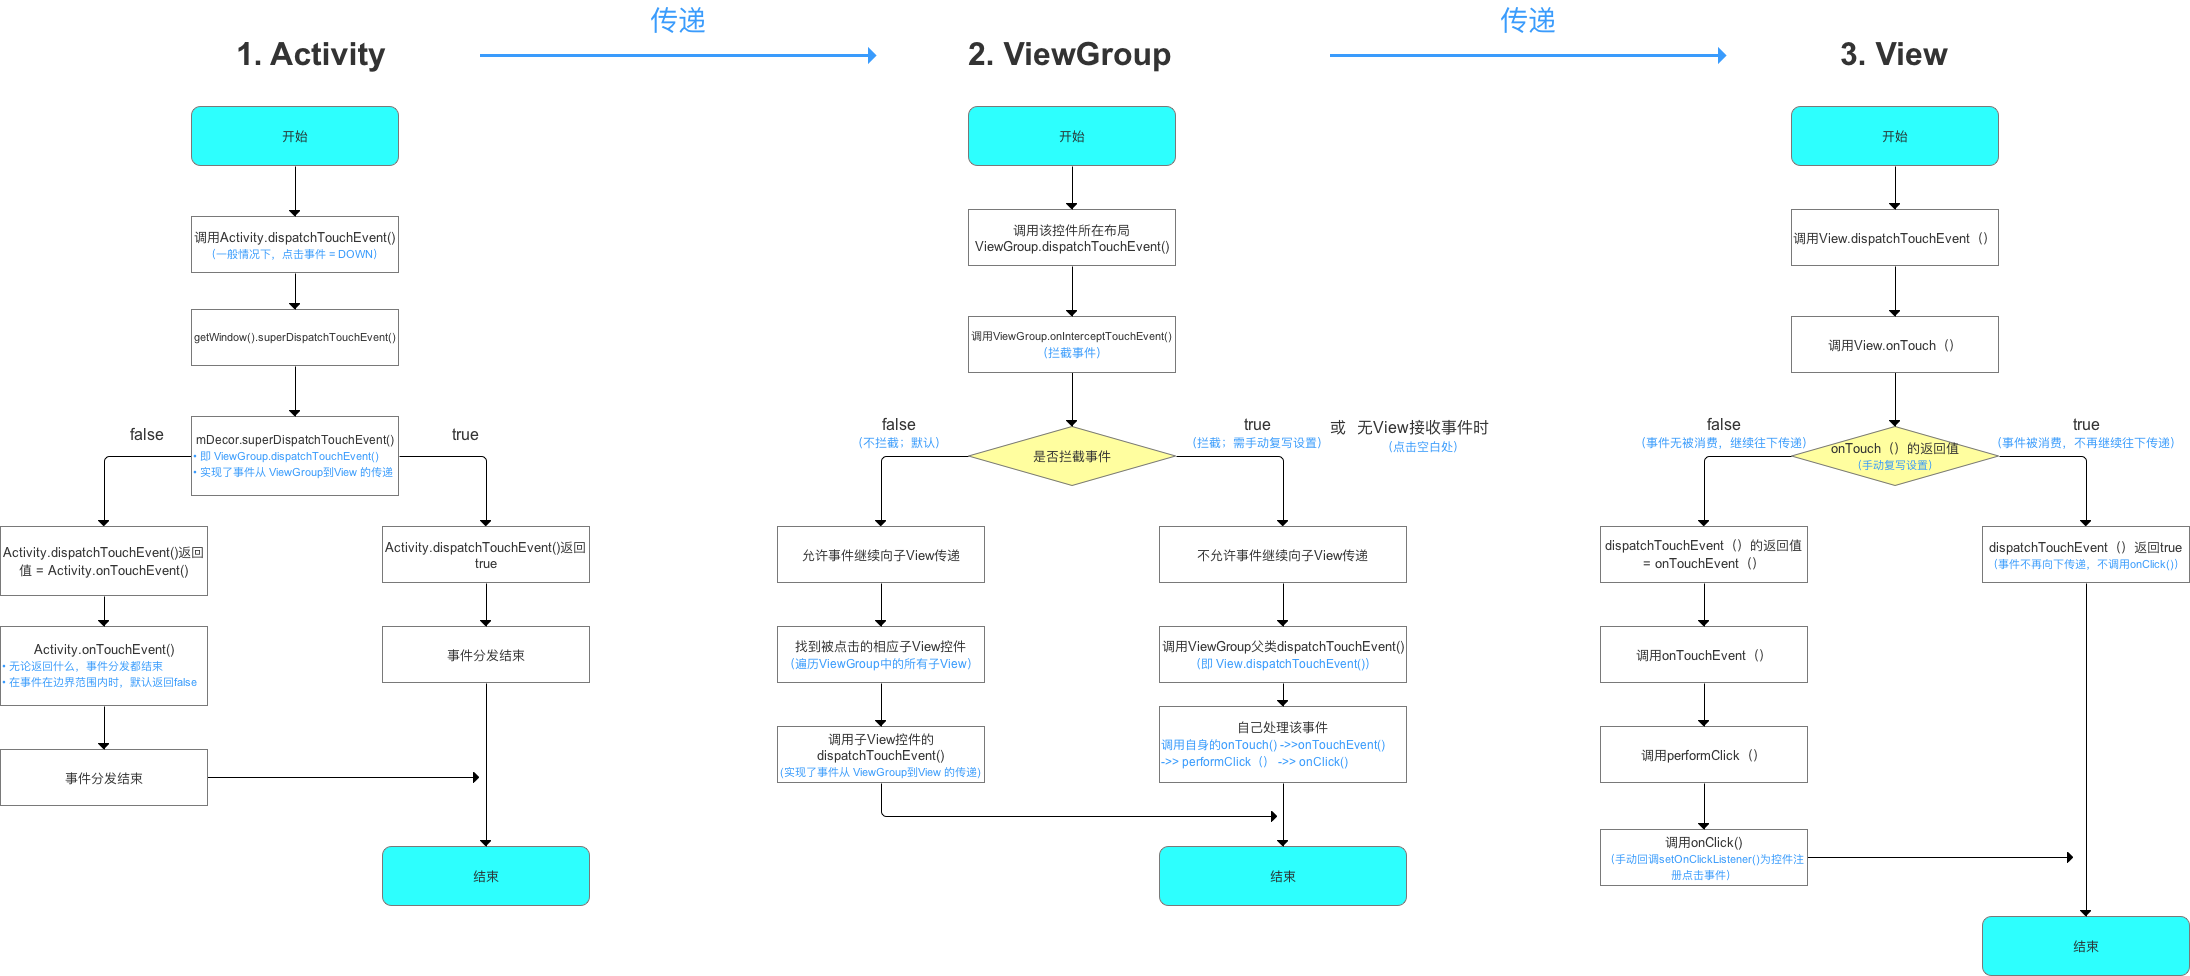 传递
传递
1. Activity
2. ViewGroup
3. View
开始
调用Activity.dispatchTouchEvent()
（一般情况下，点击事件 = DOWN）
getWindow().superDispatchTouchEvent()
false
true
mDecor.superDispatchTouchEvent()
• 即 ViewGroup.dispatchTouchEvent()
• 实现了事件从 ViewGroup到View 的传递
Activity.dispatchTouchEvent()返回
值 = Activity.onTouchEvent()
Activity.dispatchTouchEvent()返回
true
Activity.onTouchEvent()
• 无论返回什么，事件分发都结束
• 在事件在边界范围内时，默认返回false
事件分发结束
事件分发结束
结束
开始
调用该控件所在布局
ViewGroup.dispatchTouchEvent()
调用ViewGroup.onInterceptTouchEvent()
（拦截事件）
false
（不拦截；默认）
true
（拦截；需手动复写设置）
或 无View接收事件时
（点击空白处）
是否拦截事件
允许事件继续向子View传递
不允许事件继续向子View传递
找到被点击的相应子View控件
（遍历ViewGroup中的所有子View）
调用ViewGroup父类dispatchTouchEvent()
（即 View.dispatchTouchEvent()）
调用子View控件的
dispatchTouchEvent()
(实现了事件从 ViewGroup到View 的传递)
自己处理该事件
调用自身的onTouch() ->>onTouchEvent()
->> performClick（） ->> onClick()
结束
开始
调用View.dispatchTouchEvent（）
调用View.onTouch（）
false
（事件无被消费，继续往下传递）
true
（事件被消费，不再继续往下传递）
onTouch（）的返回值
（手动复写设置）
dispatchTouchEvent（）的返回值
= onTouchEvent（）
dispatchTouchEvent（）返回true
（事件不再向下传递，不调用onClick()）
调用onTouchEvent（）
调用performClick（）
调用onClick()
（手动回调setOnClickListener()为控件注
册点击事件）
结束